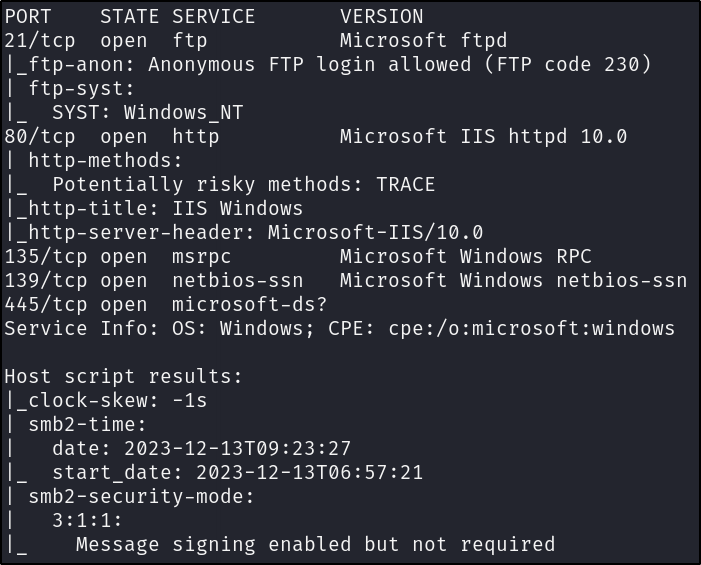 PORT    STATE SERVICE       VERSION
21/tcp  open  ftp           Microsoft ftpd
|_ftp-anon: Anonymous FTP login allowed (FTP code 230)
| ftp-syst:
|_  SYST: Windows_NT
80/tcp  open  http          Microsoft IIS httpd 10.0
| http-methods:
|_  Potentially risky methods: TRACE
|_http-title: IIS Windows
|_http-server-header: Microsoft-IIS/10.0
135/tcp open  msrpc         Microsoft Windows RPC
139/tcp open  netbios-ssn   Microsoft Windows netbios-ssn
445/tcp open  microsoft-ds?
Service Info: OS: Windows; CPE: cpe:/o:microsoft:windows

Host script results:
|_clock-skew: -1s
| smb2-time:
|   date: 2023-12-13T09:23:27
|_  start_date: 2023-12-13T06:57:21
| smb2-security-mode:
|   3:1:1:
|_    Message signing enabled but not required